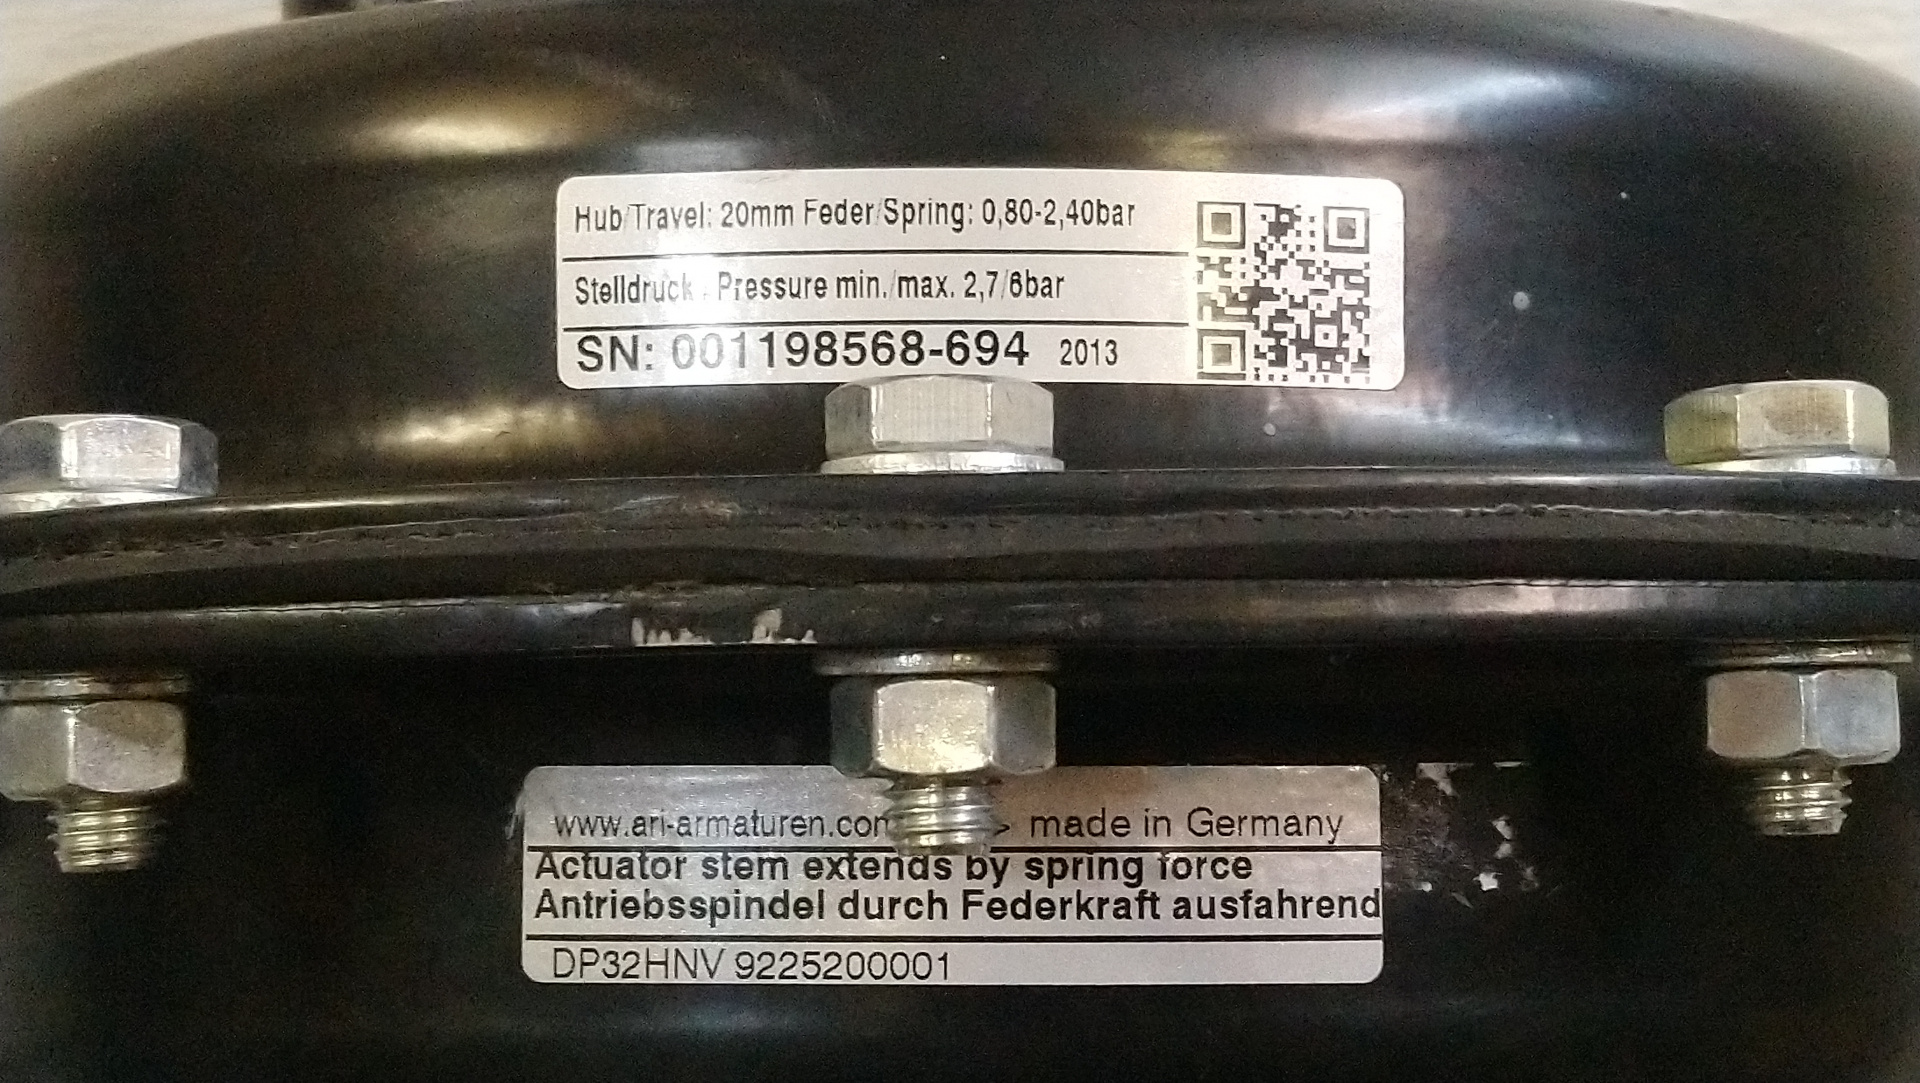 Hub/Travel: 20mm Feder/Spring: 0,80-2,40bar
Stelldruck / Pressure min./max. 2,7/6bar
SN: 001198568-694 2013
www.ari-armaturen.com > made in Germany
Actuator stem extends by spring force
Antriebsspindel durch Federkraft ausfahrend
DP32HNV 9225200001